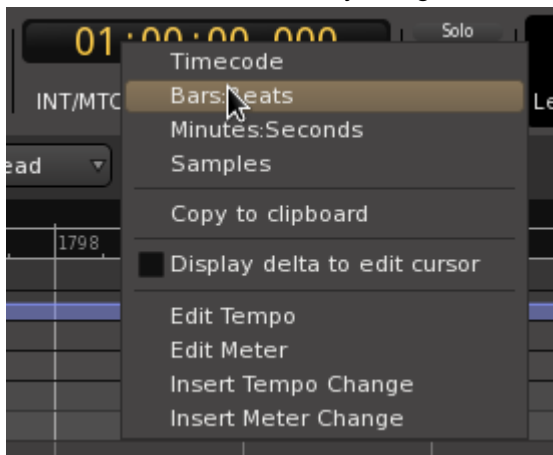 Solo
01:00:00 000
Timecode
INT/MTC
Bars:Beats
Le
Minutes:Seconds
ead
Samples
Copy to clipboard
1798
Display delta to edit cursor
Edit Tempo
Edit Meter
Insert Tempo Change
Insert Meter Change